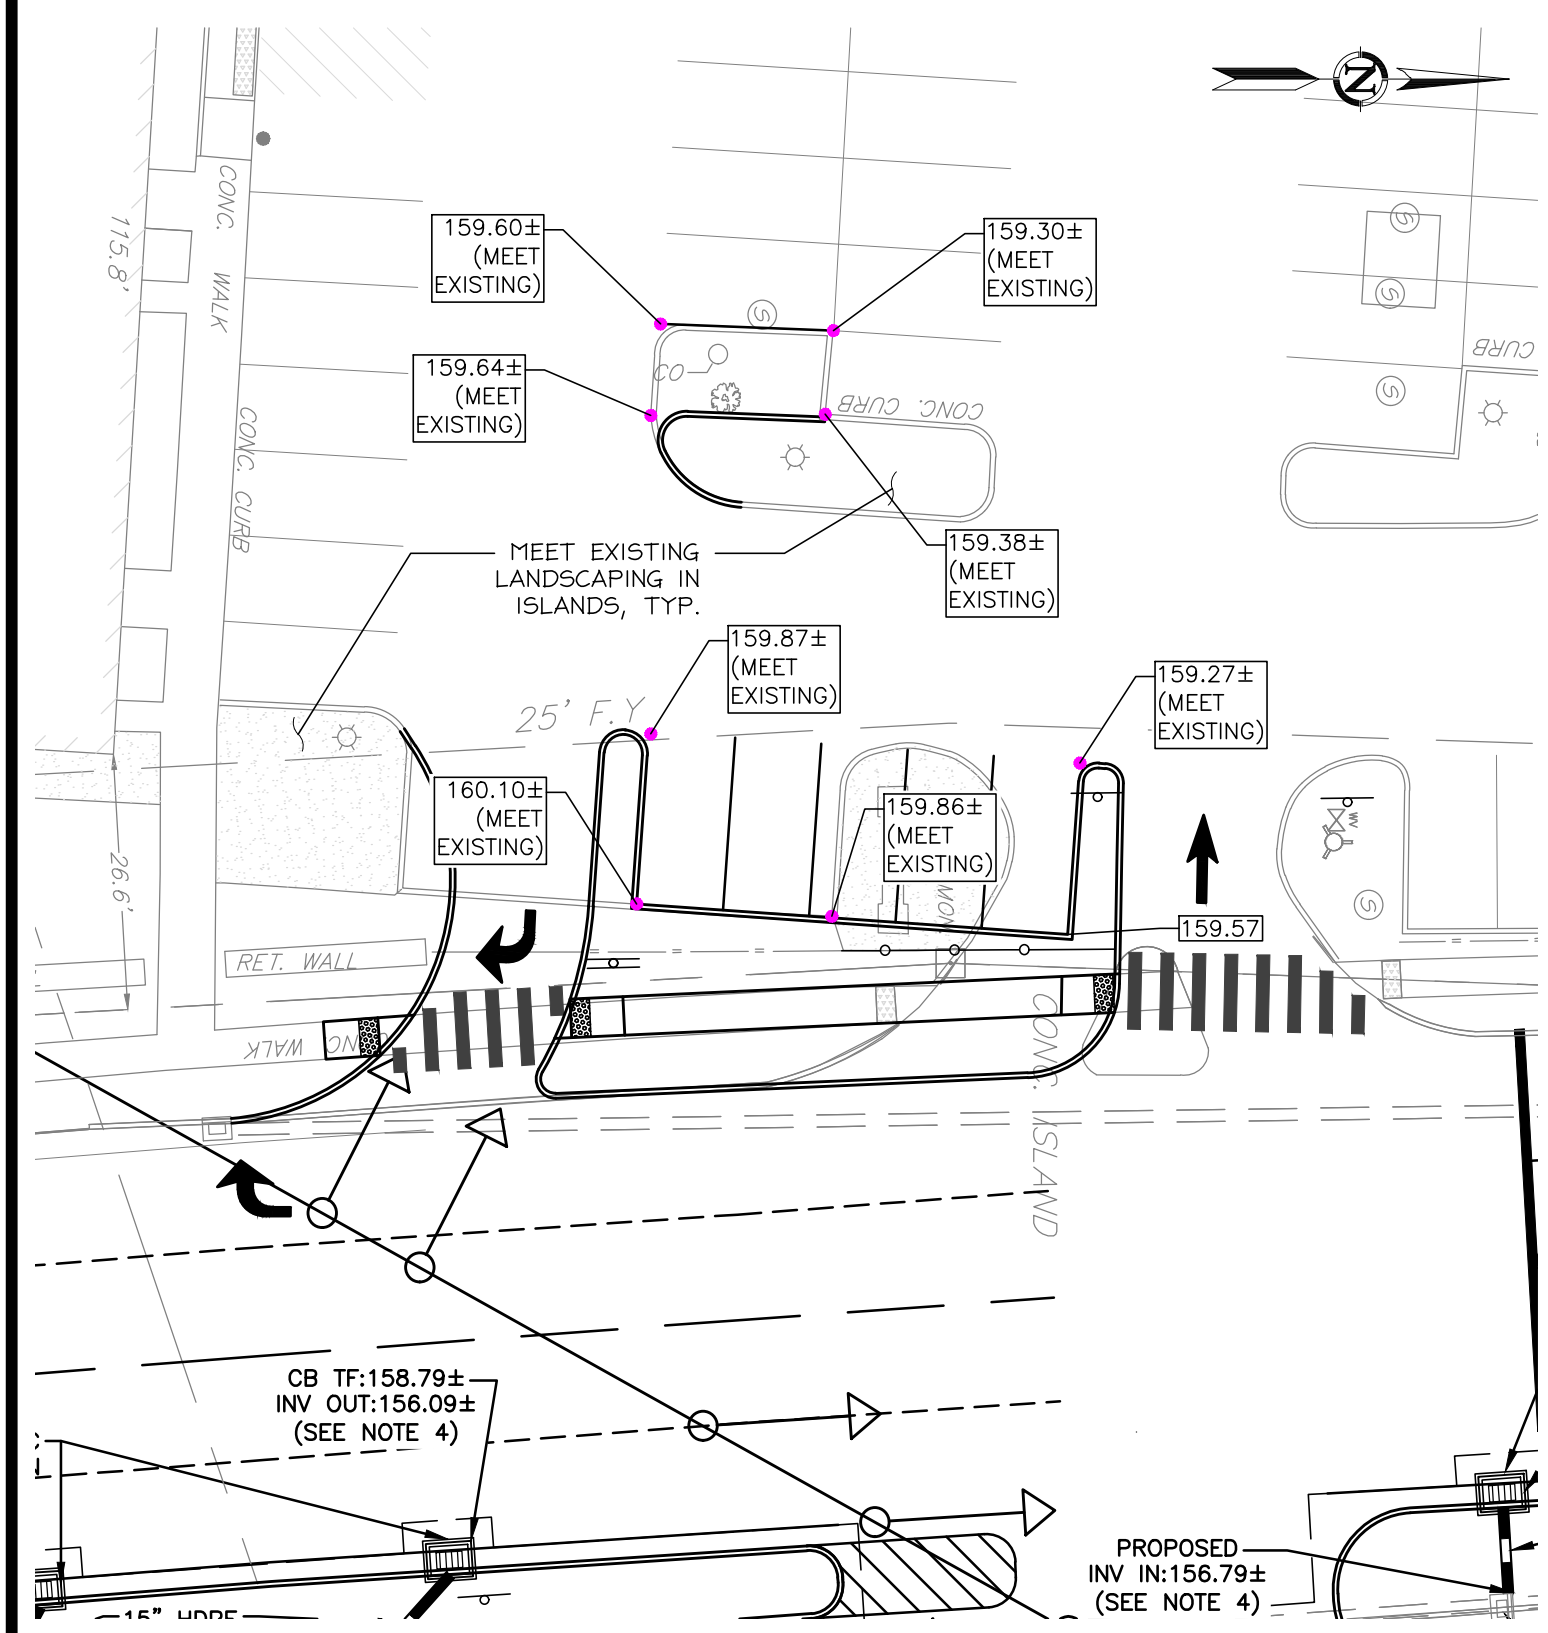 N
CONC. WALK
115.8'
159.60±
(MEET
EXISTING)
159.30±
(MEET
EXISTING)
S
S
S
S
CURB
159.64±
(MEET
EXISTING)
CO
CONC. CURB
CONC. CURB
MEET EXISTING
LANDSCAPING IN
ISLANDS, TYP.
159.38±
(MEET
EXISTING)
159.87±
(MEET
EXISTING)
159.27±
(MEET
EXISTING)
25' F.Y
160.10±
(MEET
EXISTING)
159.86±
(MEET
EXISTING)
WV
MON.
S
26.6'
159.57
RET. WALL
CONC. ISLAND
WALK
CB TF:158.79±
INV OUT:156.09±
(SEE NOTE 4)
PROPOSED
INV IN:156.79±
(SEE NOTE 4)
15" HDPE